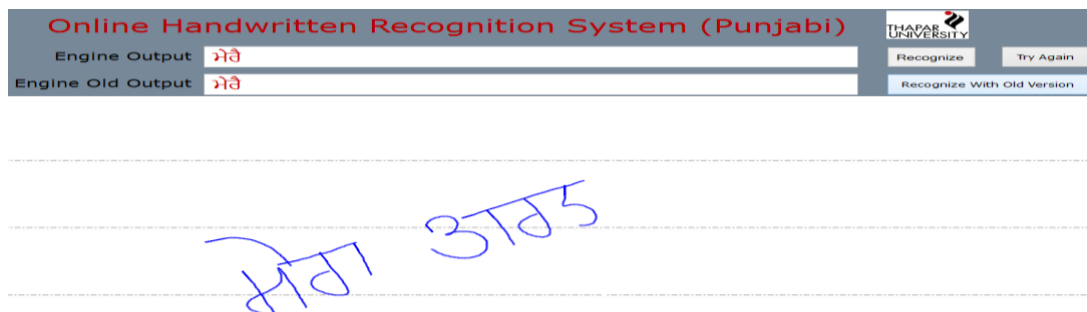 Online Handwritten Recognition System (Punjabi)
THAPAR UNIVERSITY
Engine Output ਮੇਰੈ Recognize Try Again
Engine Old Output ਮੇਰੈ Recognize With Old Version
ਮੇਰਾ ਭਾਰਤ